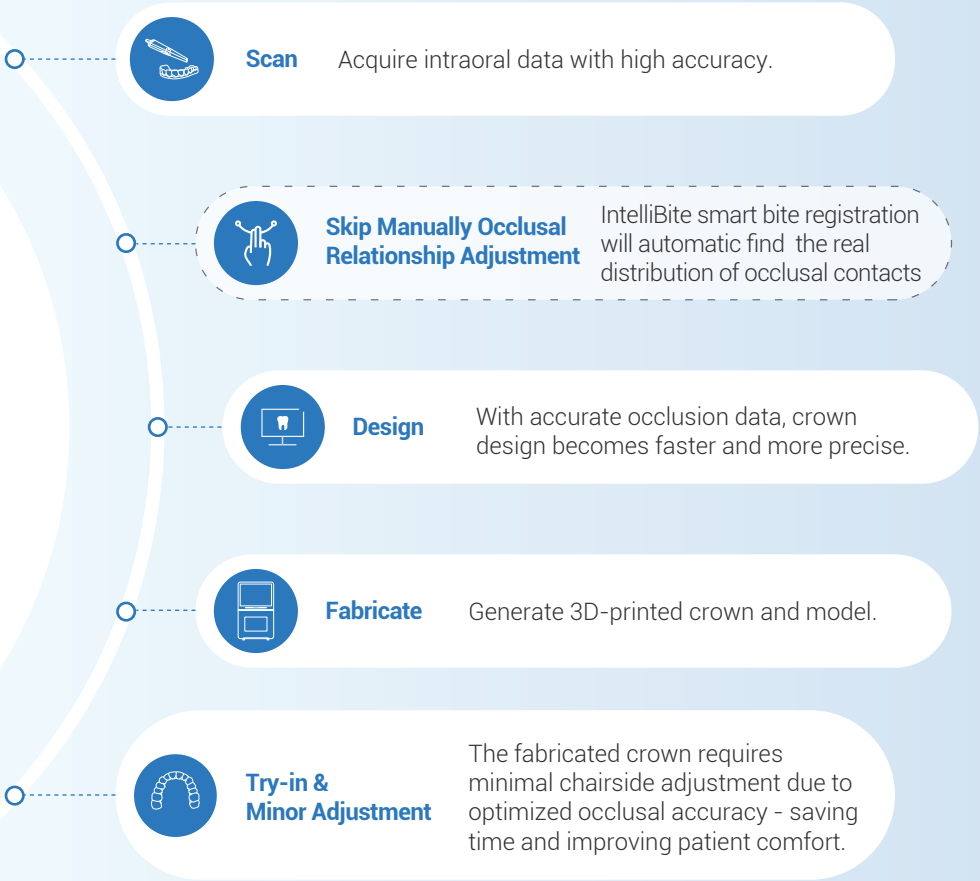 Scan
Acquire intraoral data with high accuracy.
Skip Manually Occlusal
Relationship Adjustment
IntelliBite smart bite registration
will automatic find the real
distribution of occlusal contacts
Design
With accurate occlusion data, crown
design becomes faster and more precise.
Fabricate
Generate 3D-printed crown and model.
Try-in &
Minor Adjustment
The fabricated crown requires
minimal chairside adjustment due to
optimized occlusal accuracy - saving
time and improving patient comfort.